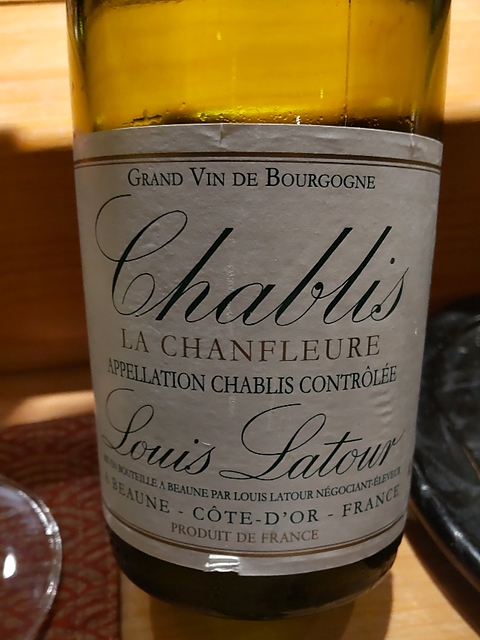 GRAND VIN DE BOURGOGNE
Chablis
LA CHANFLEURE
APPELLATION CHABLIS CONTRÔLÉE
Louis Latour
MIS EN BOUTEILLE A BEAUNE PAR LOUIS LATOUR NÉGOCIANT-ÉLEVEUR
A BEAUNE - CÔTE-D'OR - FRANCE
PRODUIT DE FRANCE